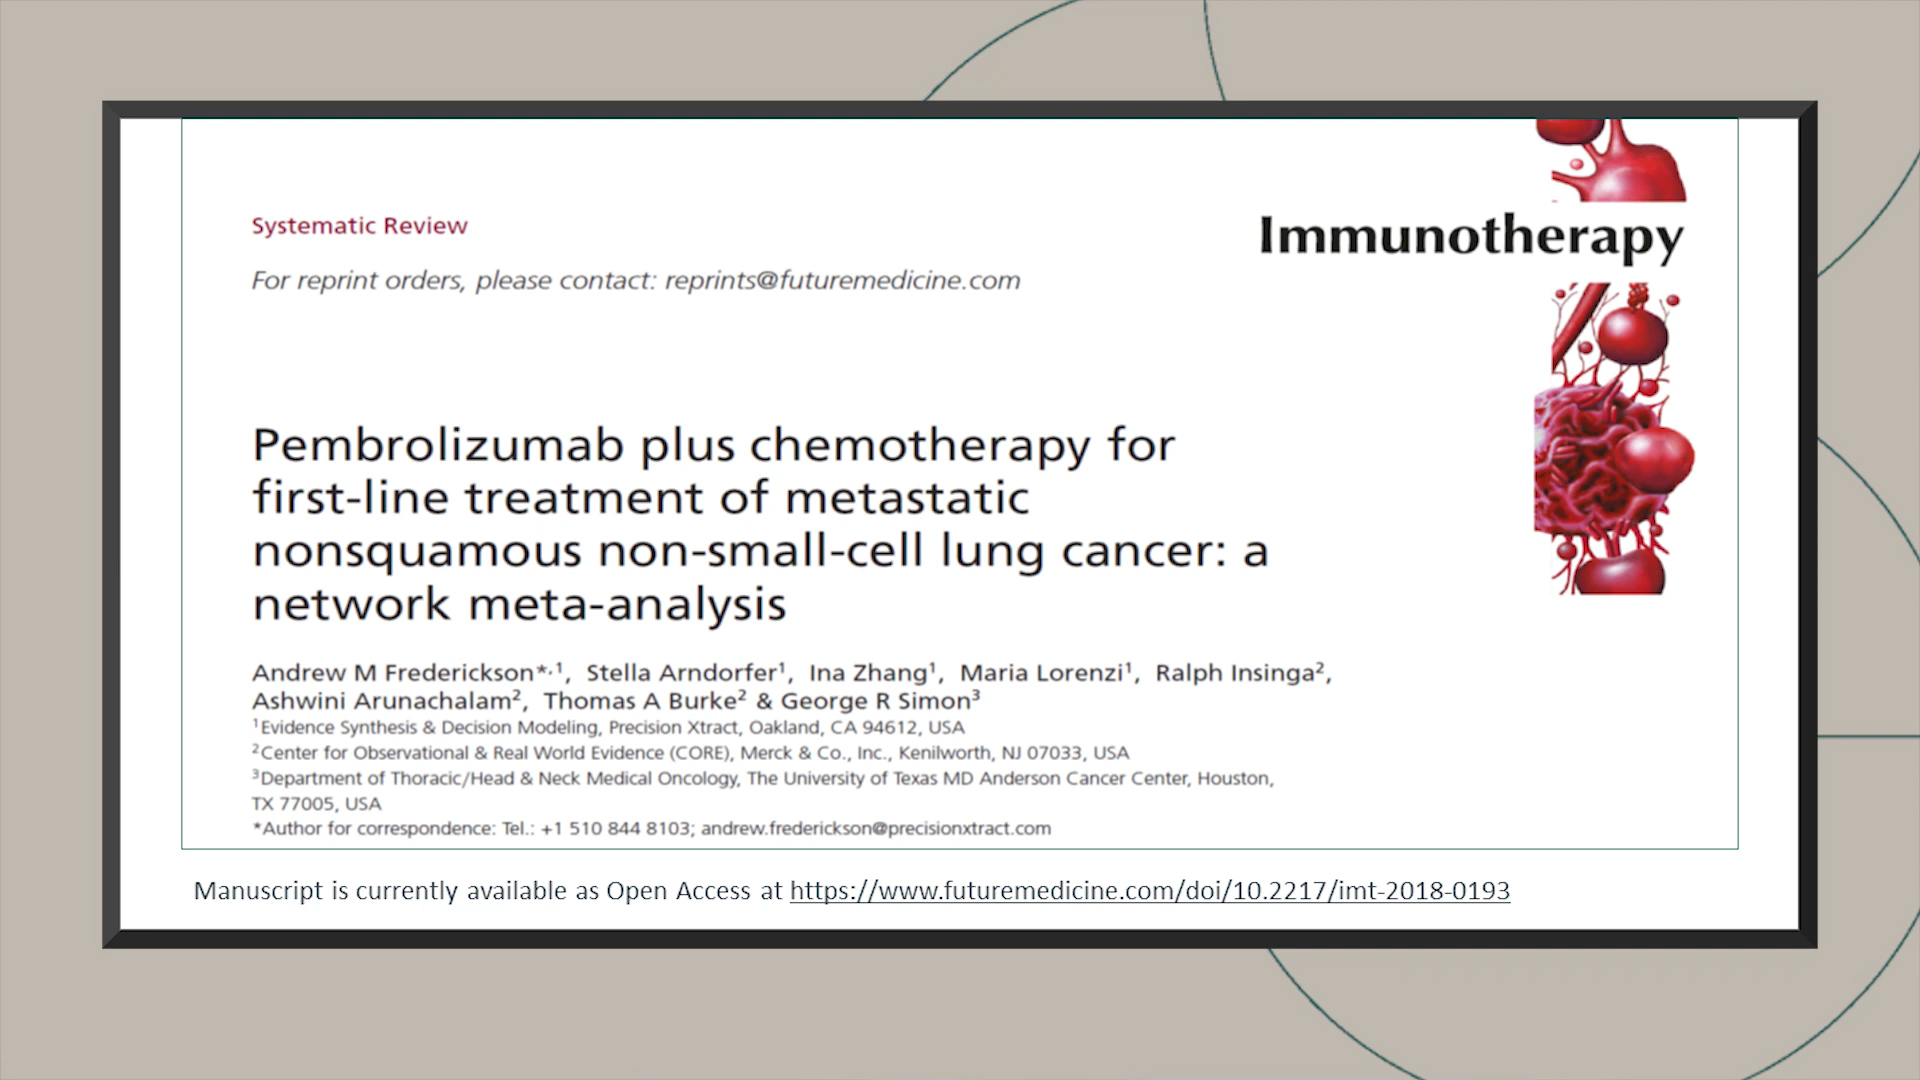 Systematic Review
Immunotherapy
For reprint orders, please contact: reprints@futuremedicine.com
Pembrolizumab plus chemotherapy for
first-line treatment of metastatic
nonsquamous non-small-cell lung cancer: a
network meta-analysis
Andrew M Frederickson*,1, Stella Arndorfer1, Ina Zhang1, Maria Lorenzi1, Ralph Insinga2,
Ashwini Arunachalam2, Thomas A Burke2 & George R Simon3
1Evidence Synthesis & Decision Modeling, Precision Xtract, Oakland, CA 94612, USA
2Center for Observational & Real World Evidence (CORE), Merck & Co., Inc., Kenilworth, NJ 07033, USA
3Department of Thoracic/Head & Neck Medical Oncology, The University of Texas MD Anderson Cancer Center, Houston,
TX 77005, USA
*Author for correspondence: Tel.: +1 510 844 8103; andrew.frederickson@precisionxtract.com
Manuscript is currently available as Open Access at https://www.futuremedicine.com/doi/10.2217/imt-2018-0193